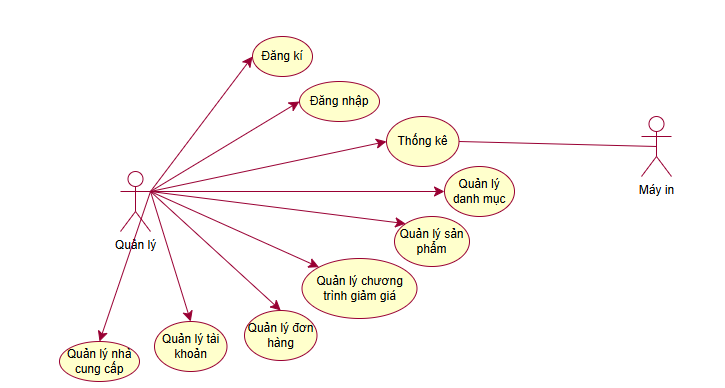 Đăng kí
Đăng nhập
Thống kê
Máy in
Quản lý
danh mục
Quản lý sản
phẩm
Quản lý
Quản lý chương
trình giảm giá
Quản lý đơn
hàng
Quản lý tài
khoản
Quản lý nhà
cung cấp